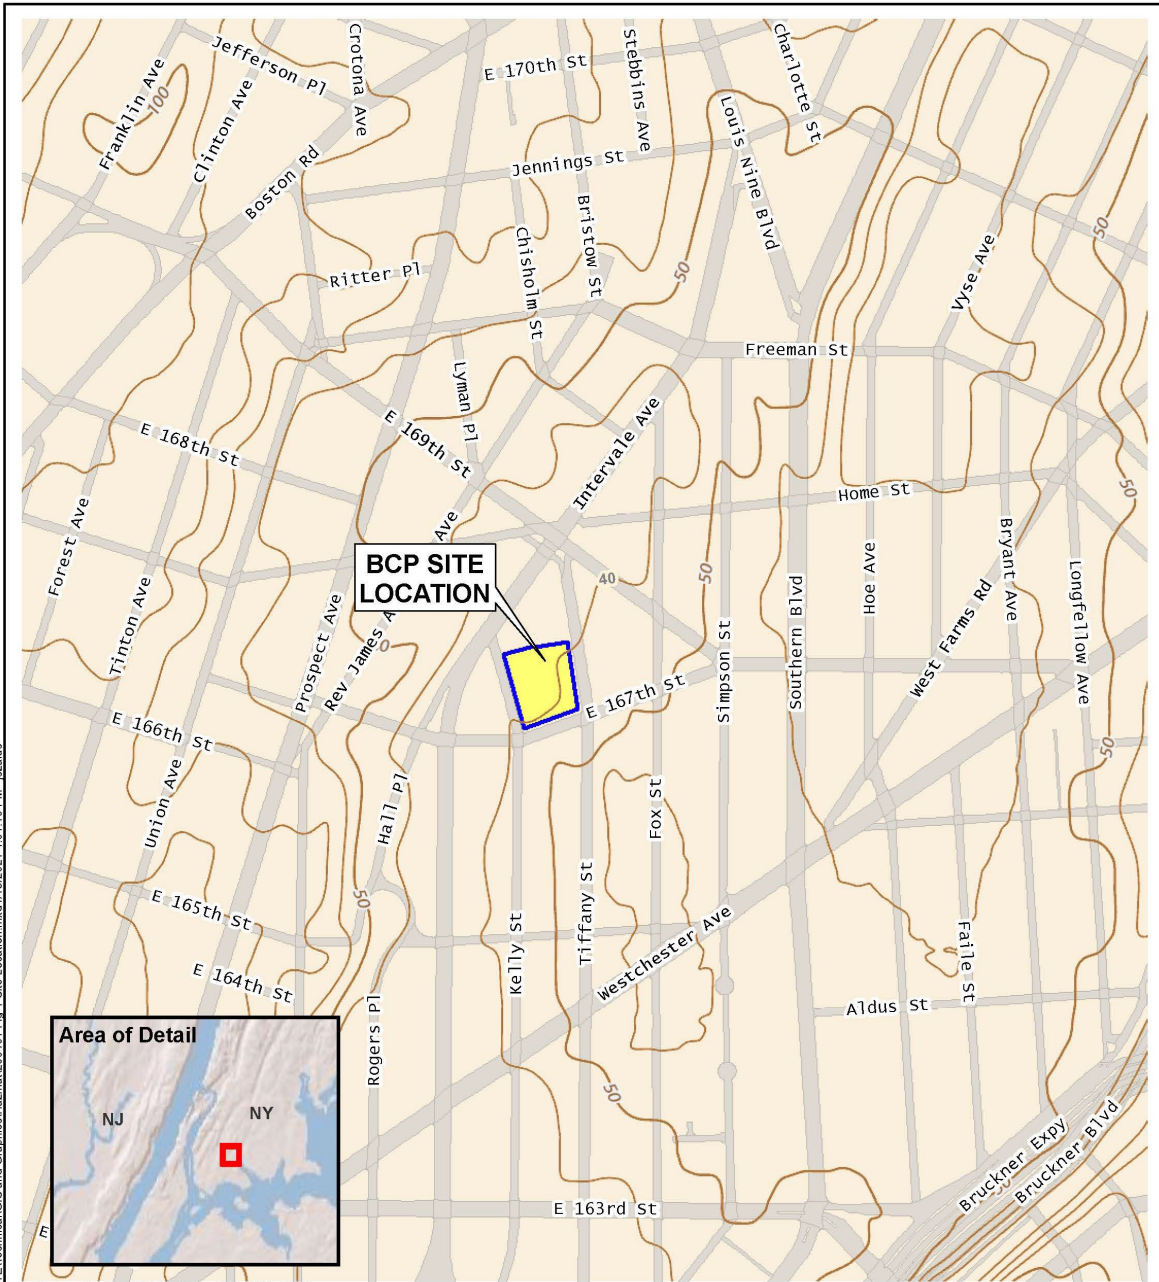 Jefferson Pl
Crotona Ave
E 170th St
Stebbins Ave
Charlotte St
Franklin Ave
100
Clinton Ave
Louis Nine Blvd
Boston Rd
Jennings St
Bristow St
Chisholm St
Ritter Pl
50
50
Vyse Ave
Freeman St
Lyman Pl
E 169th St
Intervale Ave
E 168th St
Home St
50
Forest Ave
Ave
BCP SITE
LOCATION
40
50
Hoe Ave
Bryant Ave
Longfellow Ave
Tinton Ave
Prospect Ave
Rev James A
0
Southern Blvd
West Farms Rd
Simpson St
E 167th St
E 166th St
50
Union Ave
Hall Pl
Fox St
E 165th St
50
Kelly St
Tiffany St
Westchester Ave
Faile St
E 164th St
Aldus St
Rogers Pl
Area of Detail
NJ
NY
50
Bruckner Expy
Bruckner Blvd
E 163rd St
E